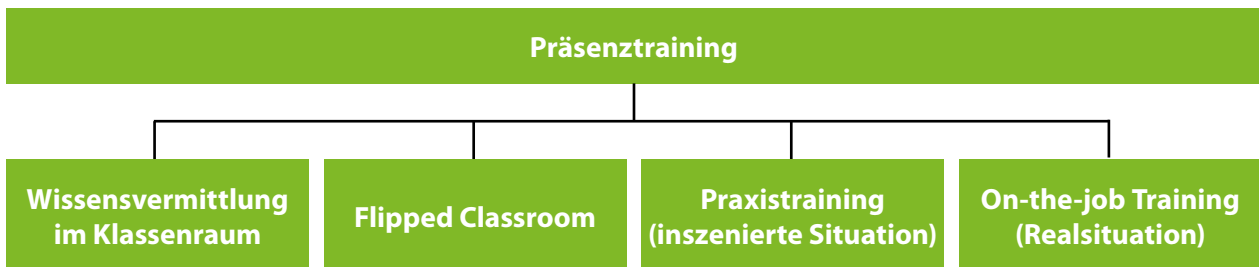 Präsenztraining
Wissensvermittlung
im Klassenraum
Flipped Classroom
Praxistraining
(inszenierte Situation)
On-the-job Training
(Realsituation)